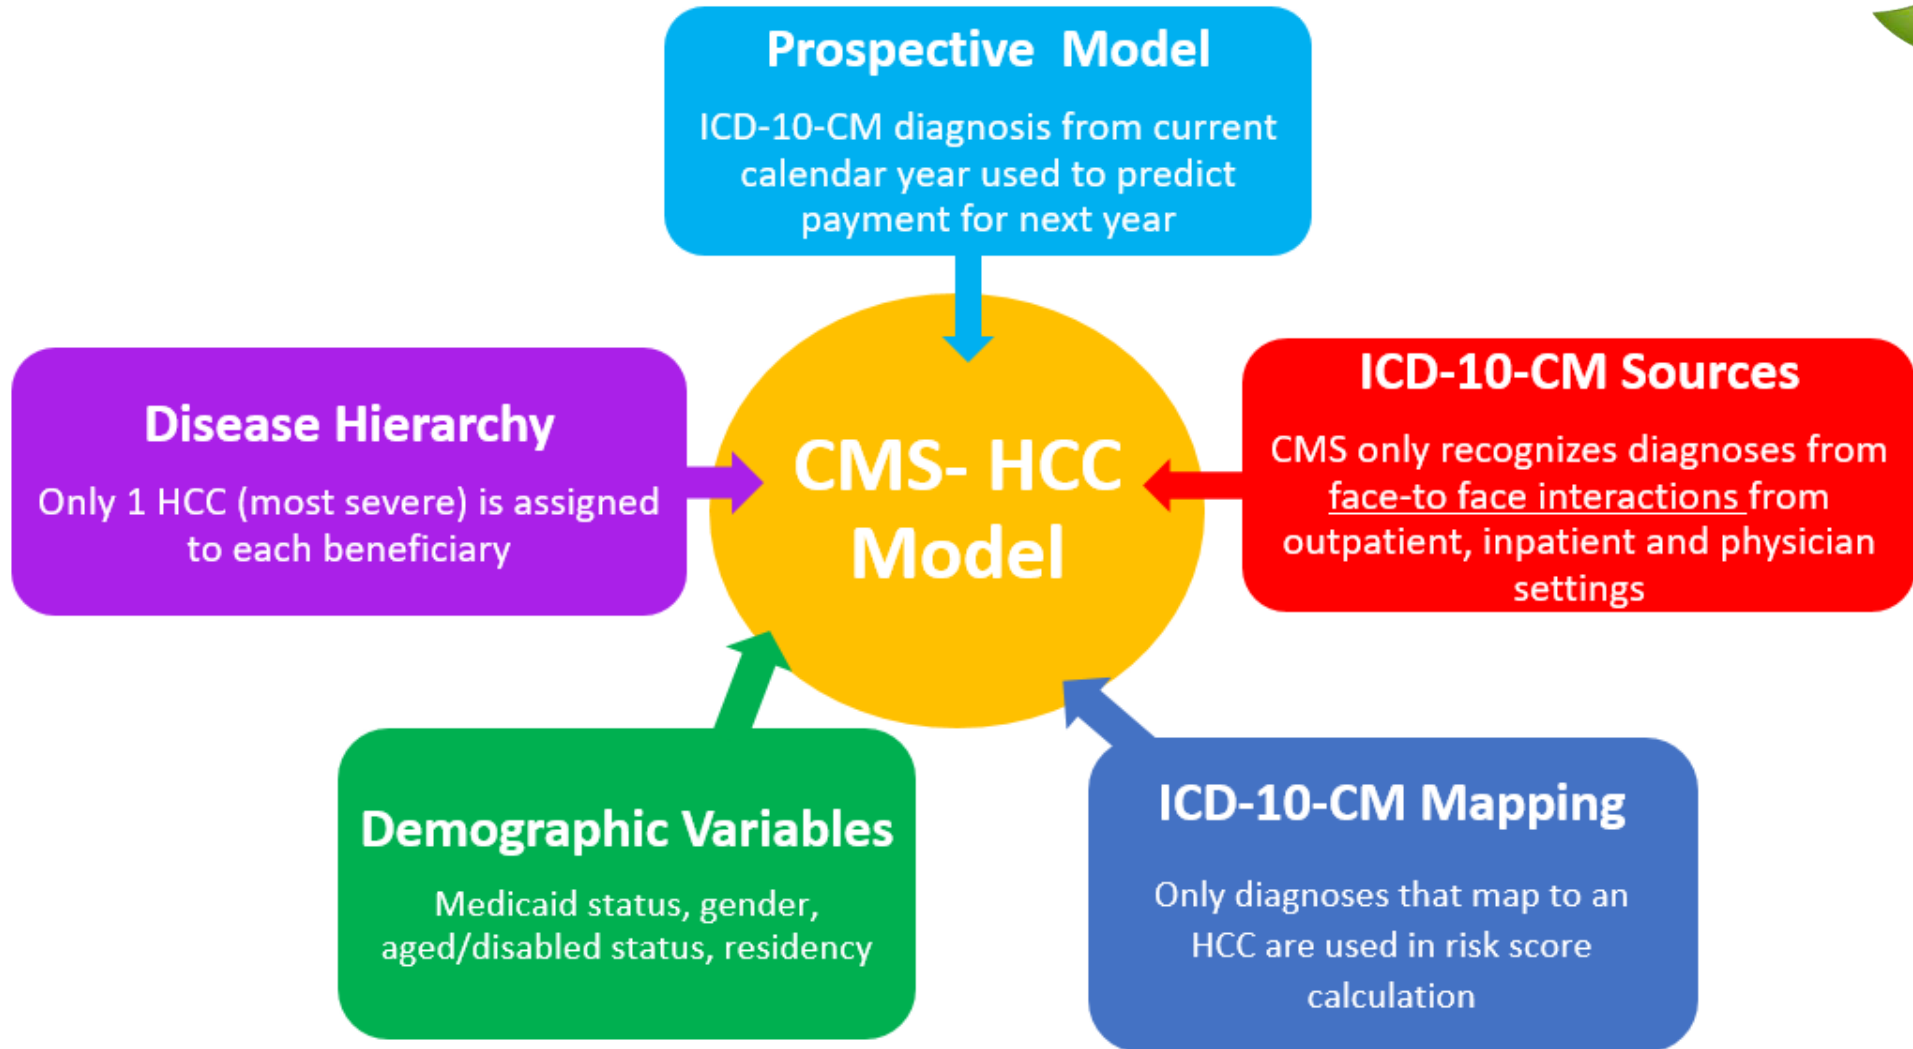 Prospective  Model
ICD-10-CM diagnosis from current
calendar year used to predict
payment for next year
Disease Hierarchy
Only 1 HCC (most severe) is assigned
to each beneficiary
CMS- HCC
Model
ICD-10-CM Sources
CMS only recognizes diagnoses from
face-to face interactions from
outpatient, inpatient and physician
settings
Demographic Variables
Medicaid status, gender,
aged/disabled status, residency
ICD-10-CM Mapping
Only diagnoses that map to an
HCC are used in risk score
calculation